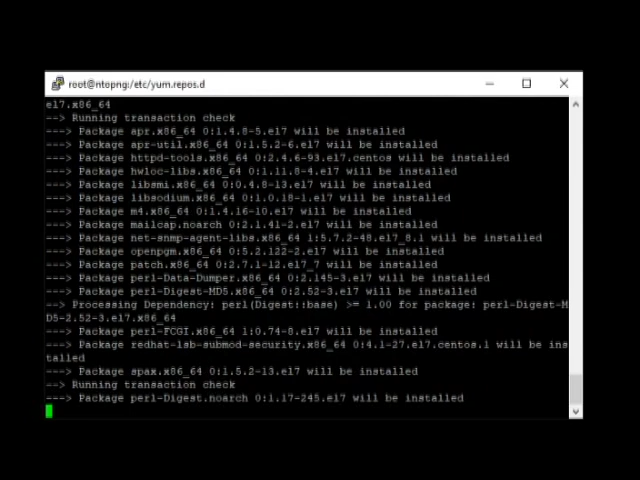 root@ntopng:/etc/yum.repos.d
el7.x86_64
--> Running transaction check
---> Package apr.x86_64 0:1.4.8-5.el7 will be installed
---> Package apr-util.x86_64 0:1.5.2-6.el7 will be installed
---> Package httpd-tools.x86_64 0:2.4.6-93.el7.centos will be installed
---> Package hwloc-libs.x86_64 0:1.11.8-4.el7 will be installed
---> Package libsmi.x86_64 0:0.4.8-13.el7 will be installed
---> Package libsodium.x86_64 0:1.0.18-1.el7 will be installed
---> Package m4.x86_64 0:1.4.16-10.el7 will be installed
---> Package mailcap.noarch 0:2.1.41-2.el7 will be installed
---> Package net-snmp-agent-libs.x86_64 1:5.7.2-48.el7_8.1 will be installed
---> Package openpgm.x86_64 0:5.2.122-2.el7 will be installed
---> Package patch.x86_64 0:2.7.1-12.el7_7 will be installed
---> Package perl-Data-Dumper.x86_64 0:2.145-3.el7 will be installed
---> Package perl-Digest-MD5.x86_64 0:2.52-3.el7 will be installed
--> Processing Dependency: perl(Digest::base) >= 1.00 for package: perl-Digest-M
D5-2.52-3.el7.x86_64
---> Package perl-FCGI.x86_64 1:0.74-8.el7 will be installed
---> Package redhat-lsb-submod-security.x86_64 0:4.1-27.el7.centos.1 will be ins
talled
---> Package spax.x86_64 0:1.5.2-13.el7 will be installed
--> Running transaction check
---> Package perl-Digest.noarch 0:1.17-245.el7 will be installed